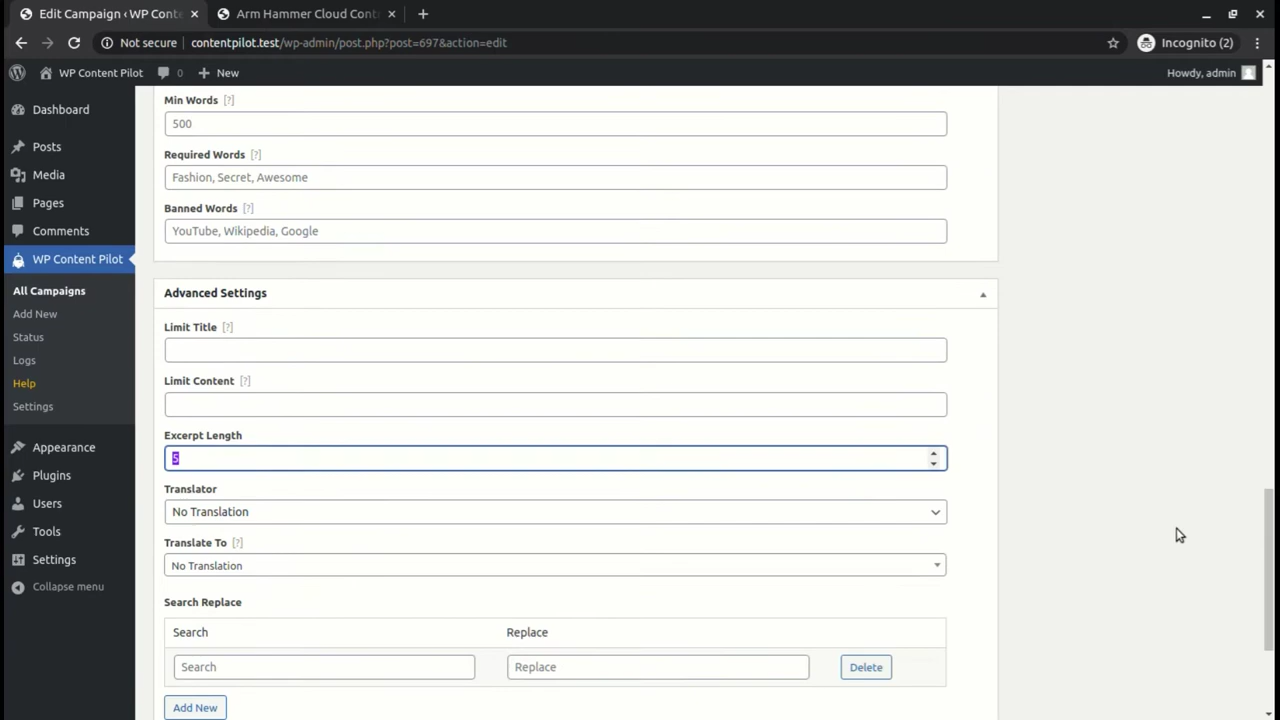 Edit Campaign ‹ WP Conte
Arm Hammer Cloud Cont
Not secure
contentpilot.test/wp-admin/post.php?post=697&action=edit
Incognito (2)
WP Content Pilot
0
New
Howdy, admin
Dashboard
Posts
Media
Pages
Comments
WP Content Pilot
All Campaigns
Add New
Status
Logs
Help
Settings
Appearance
Plugins
Users
Tools
Settings
Collapse menu
Min Words [?]
500
Required Words [?]
Fashion, Secret, Awesome
Banned Words [?]
YouTube, Wikipedia, Google
Advanced Settings
Limit Title [?]
Limit Content [?]
Excerpt Length
5
Translator
No Translation
Translate To [?]
No Translation
Search Replace
Search Replace
Search Replace Delete
Add New